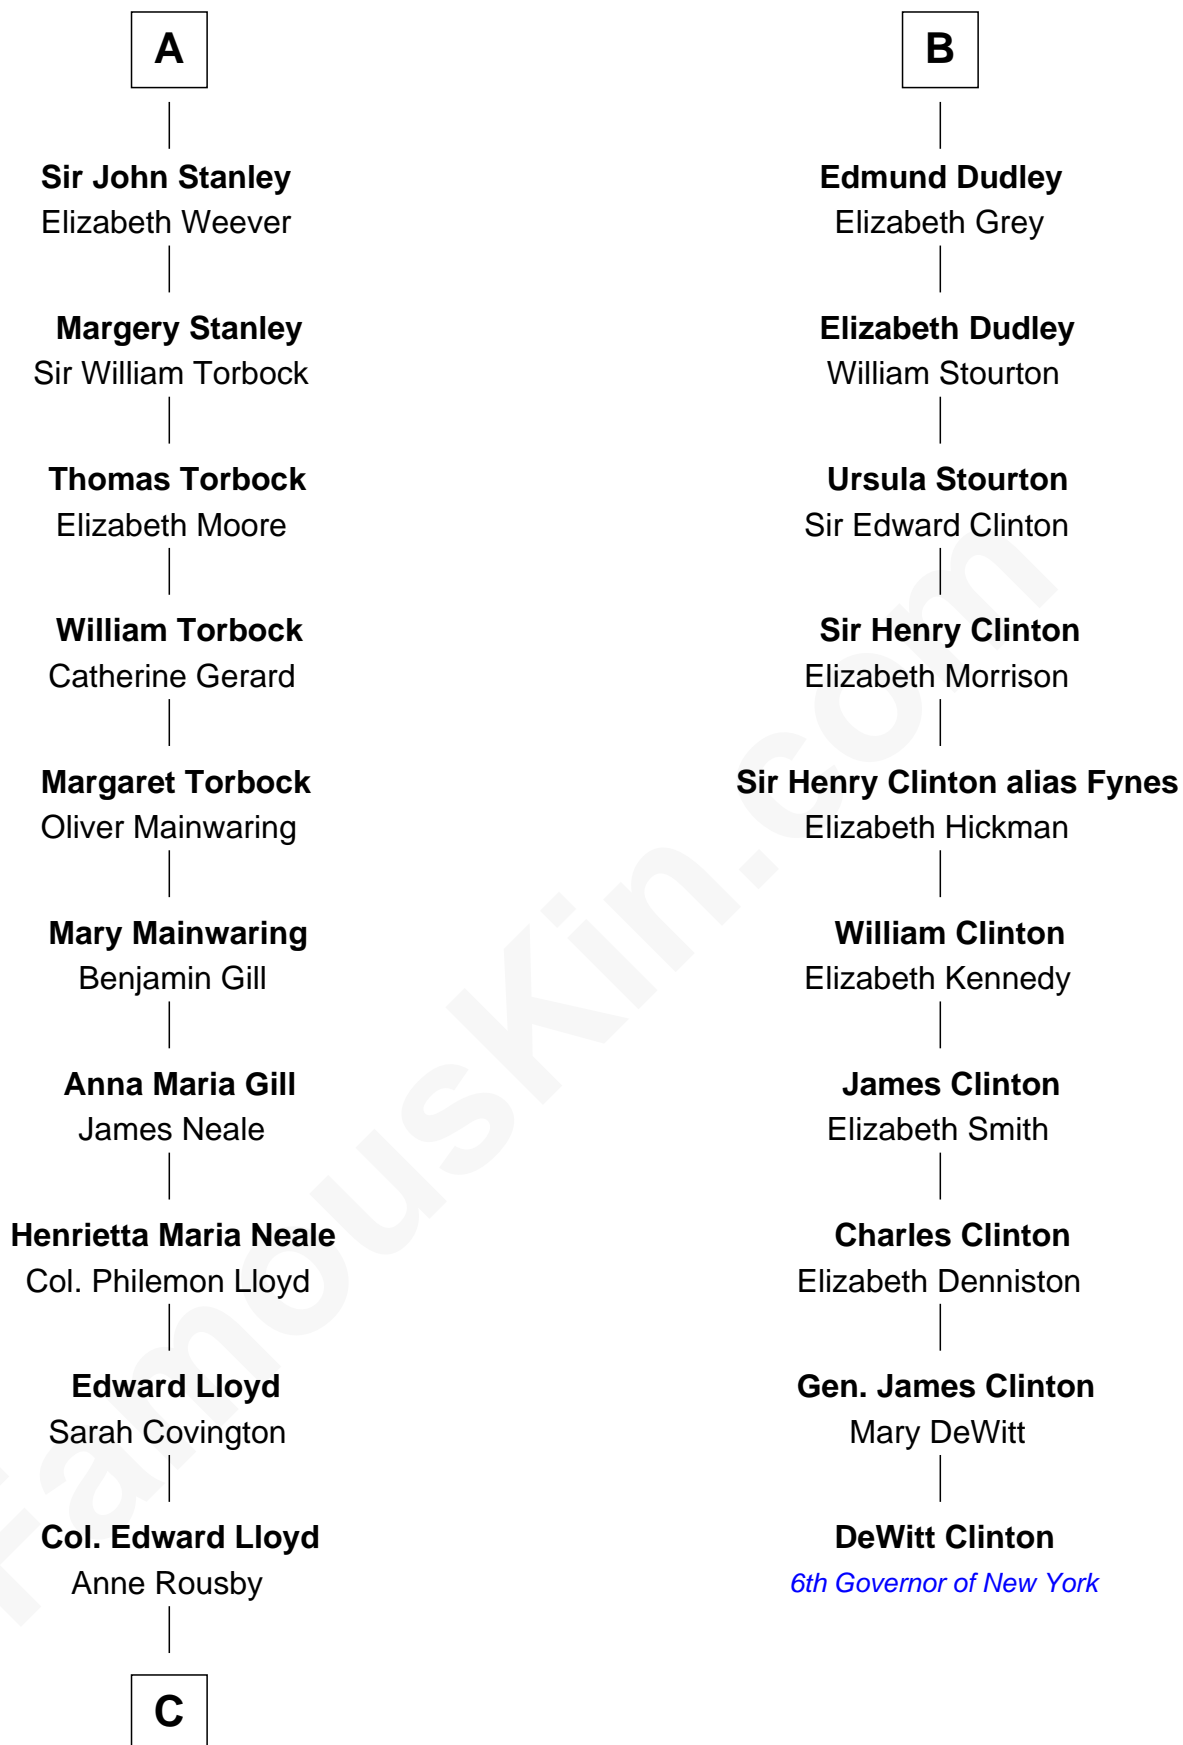 A
Sir John Stanley
Elizabeth Weever
Margery Stanley
Sir William Torbock
Thomas Torbock
Elizabeth Moore
William Torbock
Catherine Gerard
Margaret Torbock
Oliver Mainwaring
Mary Mainwaring
Benjamin Gill
Anna Maria Gill
James Neale
Henrietta Maria Neale
Col. Philemon Lloyd
Edward Lloyd
Sarah Covington
Col. Edward Lloyd
Anne Rousby
C
B
Edmund Dudley
Elizabeth Grey
Elizabeth Dudley
William Stourton
Ursula Stourton
Sir Edward Clinton
Sir Henry Clinton
Elizabeth Morrison
Sir Henry Clinton alias Fynes
Elizabeth Hickman
William Clinton
Elizabeth Kennedy
James Clinton
Elizabeth Smith
Charles Clinton
Elizabeth Denniston
Gen. James Clinton
Mary DeWitt
DeWitt Clinton
6th Governor of New York
FamousKin.com